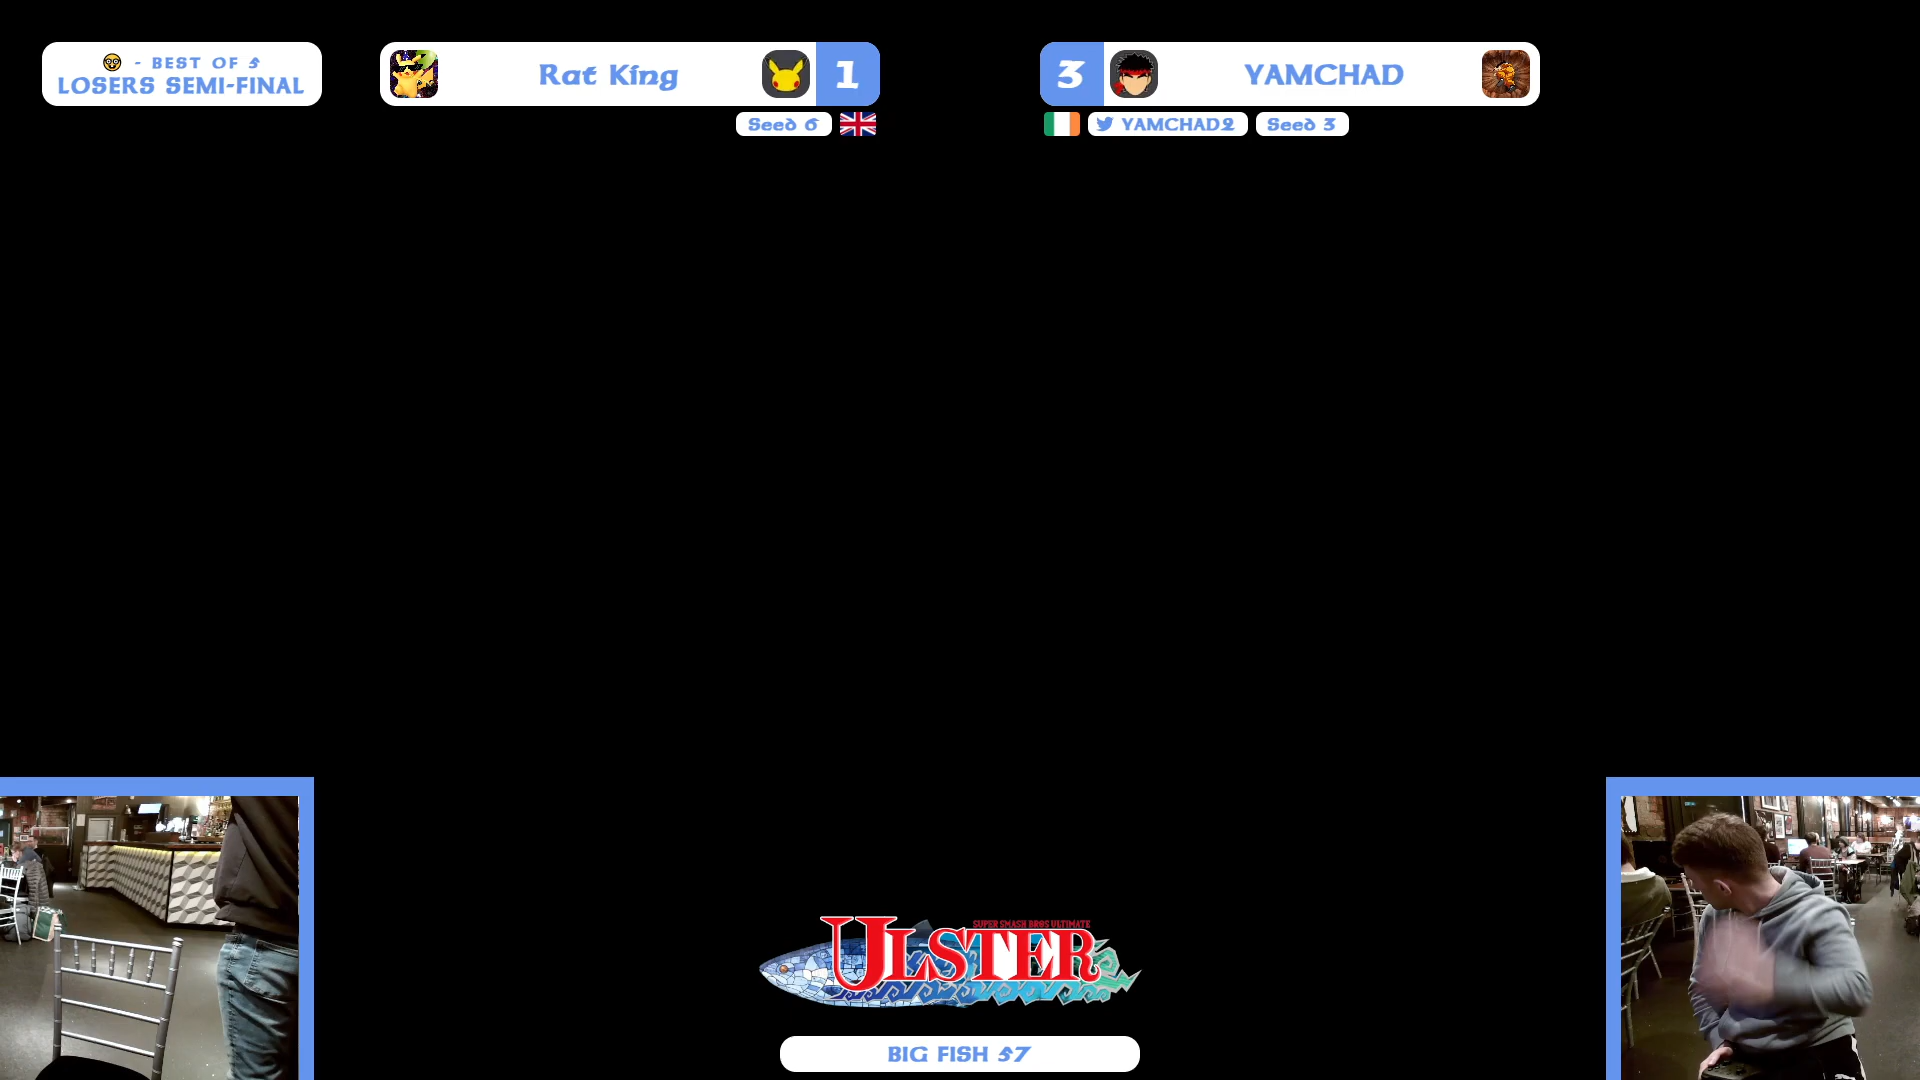 - BEST OF 5
LOSERS SEMI-FINAL
Rat King
1
Seed 6
3
YAMCHAD
YAMCHAD2
Seed 3
SUPER SMASH BROS ULTIMATE
ULSTER
BIG FISH 57